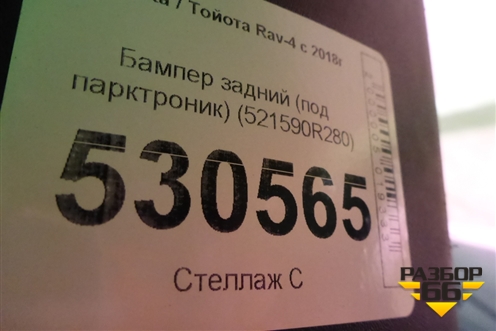 / Тойота Rav-4 с 2018г
Бампер задний (под
парктроник) (521590R280)
530565
Стеллаж С
РАЗБОР
66